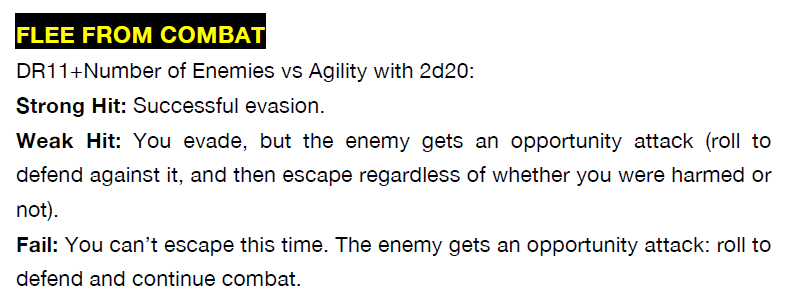 FLEE FROM COMBAT
DR11+Number of Enemies vs Agility with 2d20:
Strong Hit: Successful evasion.
Weak Hit: You evade, but the enemy gets an opportunity attack (roll to
defend against it, and then escape regardless of whether you were harmed or
not).
Fail: You can’t escape this time. The enemy gets an opportunity attack: roll to
defend and continue combat.